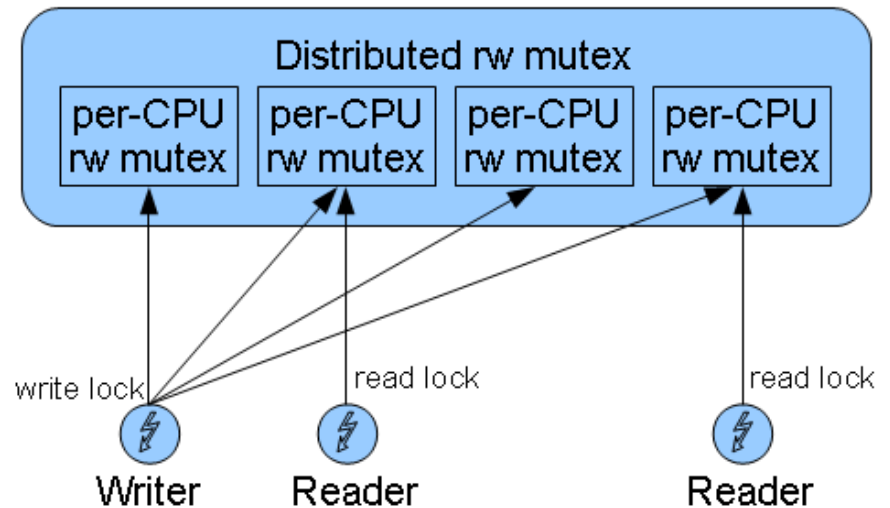 Distributed rw mutex
per-CPU
rw mutex
per-CPU
rw mutex
per-CPU
rw mutex
per-CPU
rw mutex
write lock
read lock
read lock
Writer
Reader
Reader